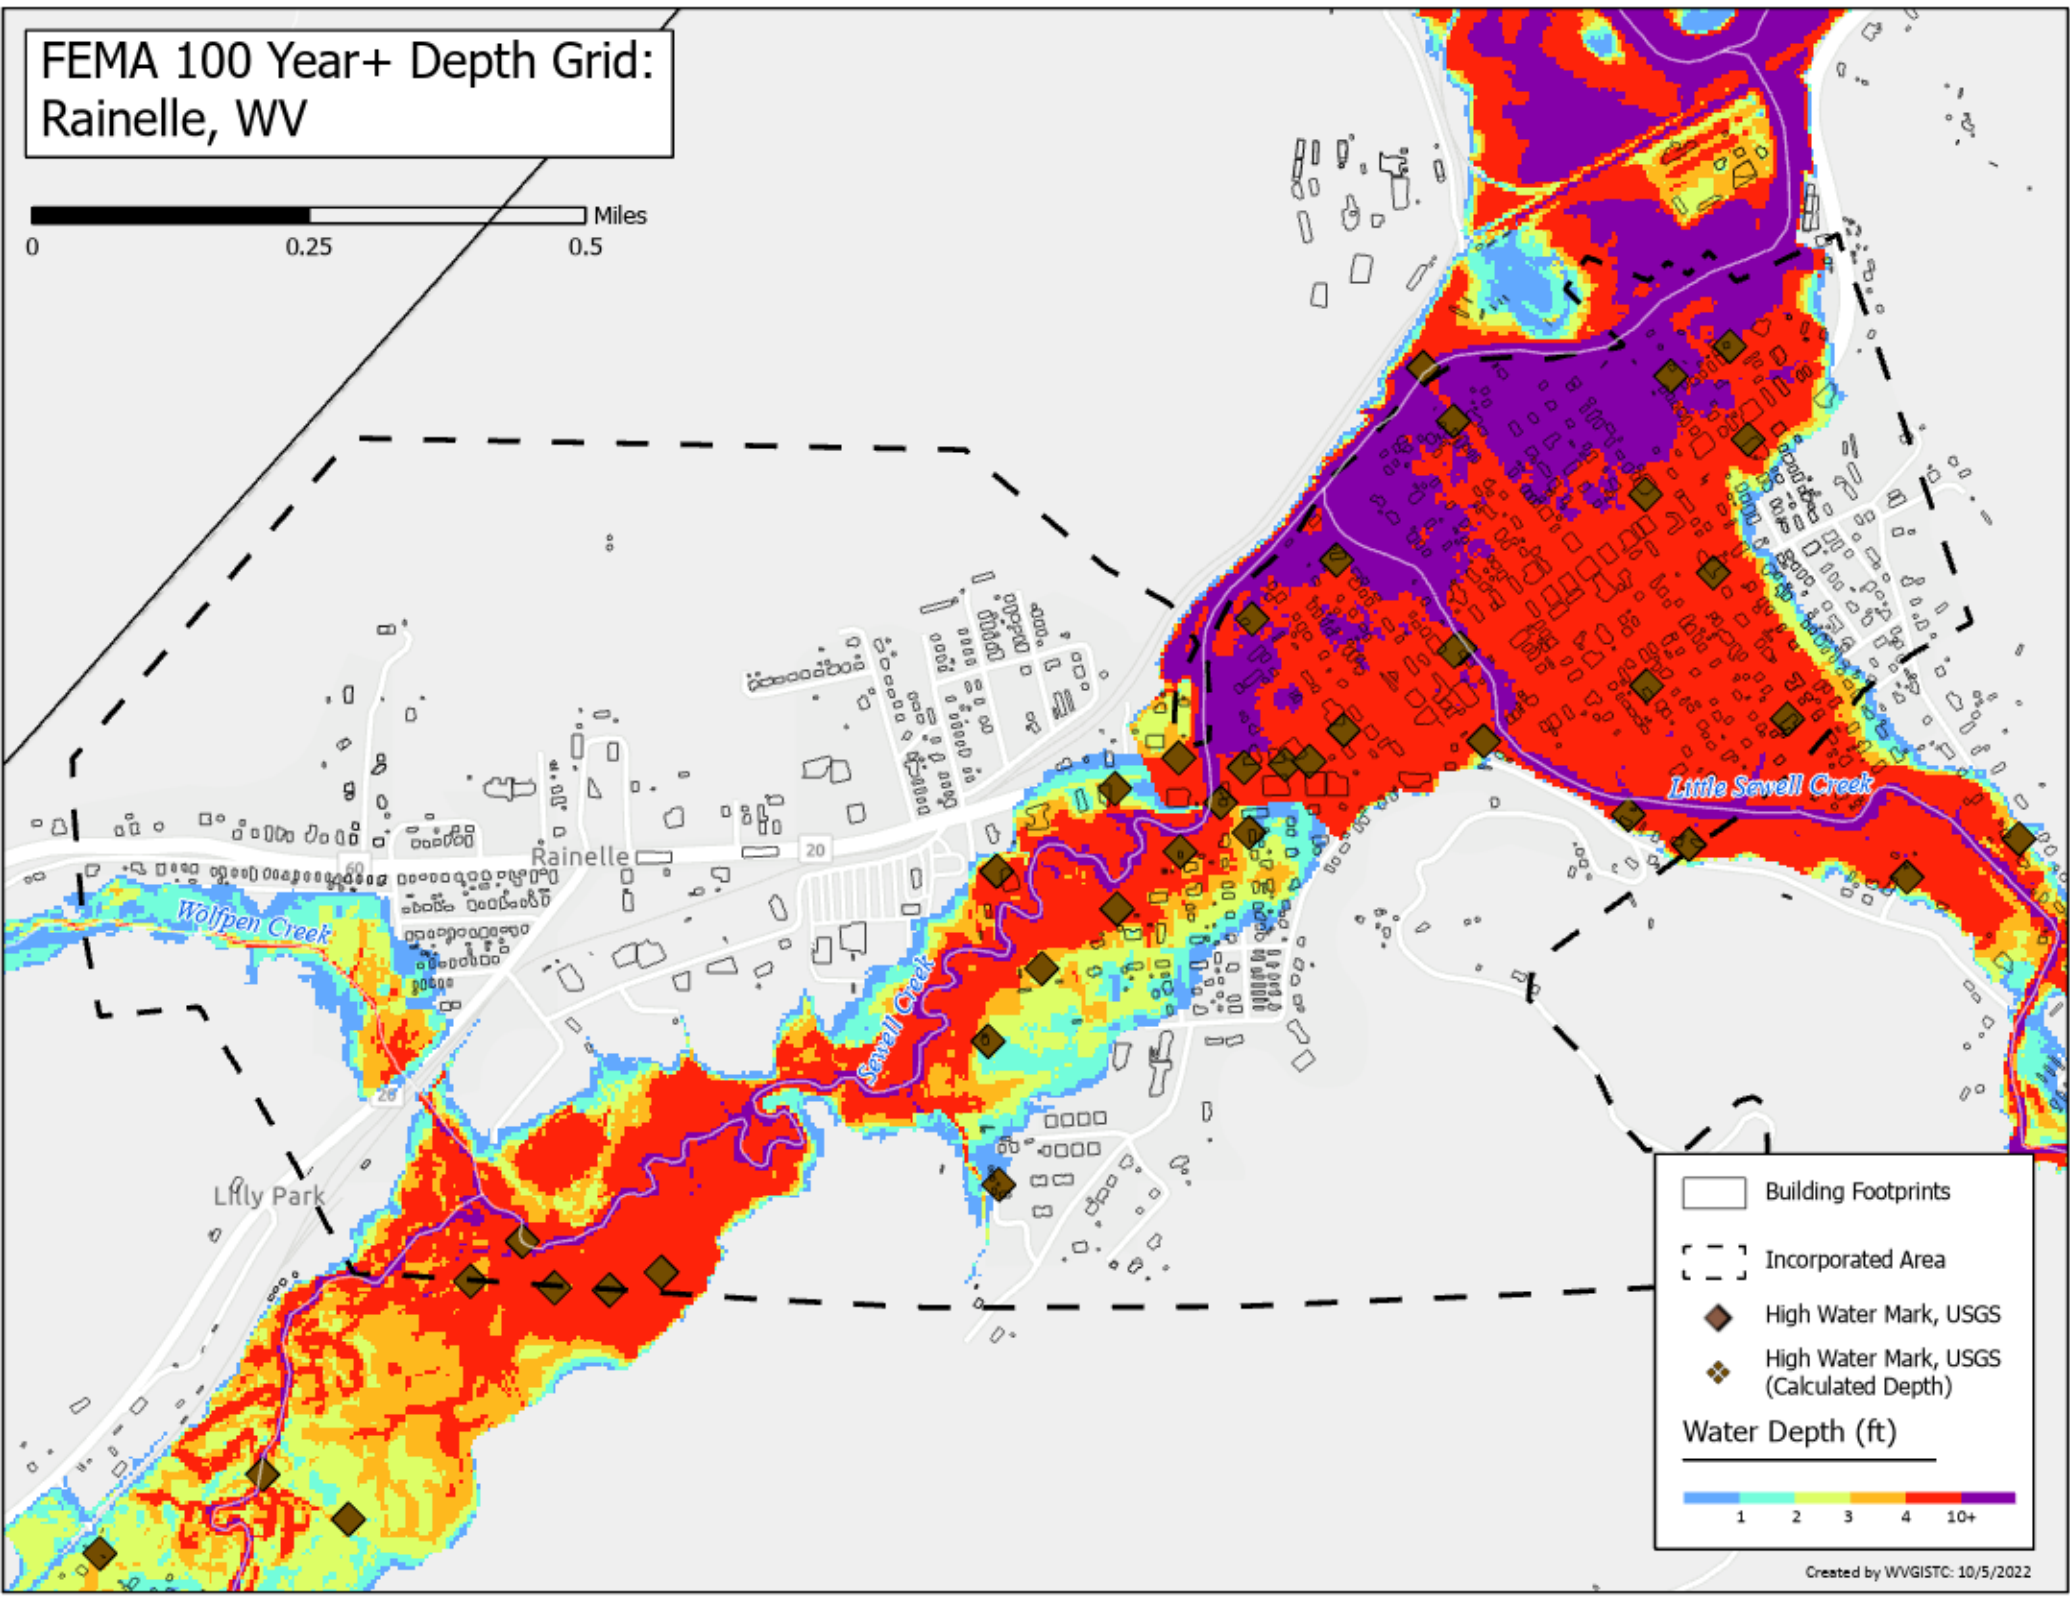 FEMA 100 Year+ Depth Grid:
Rainelle, WV
Miles
0 0.25 0.5
Little Sewell Creek
Rainelle
20
60
Wolfpen Creek
Sewell Creek
20
Lilly Park
Building Footprints
Incorporated Area
High Water Mark, USGS
High Water Mark, USGS
(Calculated Depth)
Water Depth (ft)
1 2 3 4 10+
Created by WVGISTC: 10/5/2022